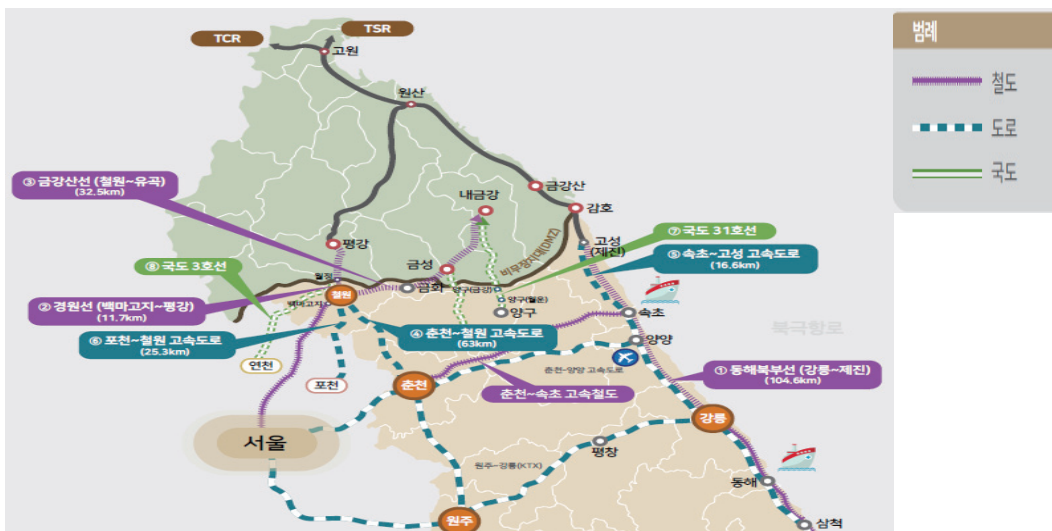 TCR
TSR
고원
원산
③ 금강산선 (철원~유곡)
(32.5km)
내금강
금강산
감호
고성
(제진)
⑦ 국도 31호선
⑤ 속초~고성 고속도로
(16.6km)
비무장지대(DMZ)
평강
⑧ 국도 3호선
월정
금성
금화
양구(금강)
양구(월운)
양구
철원
백마고지
② 경원선 (백마고지~평강)
(11.7km)
⑥ 포천~철원 고속도로
(25.3km)
④ 춘천~철원 고속도로
(63km)
속초
북극항로
양양
연천
포천
춘천
춘천~양양 고속도로
춘천~속초 고속철도
① 동해북부선 (강릉~제진)
(104.6km)
서울
강릉
평창
원주~강릉(KTX)
원주
동해
삼척
범례
철도
도로
국도